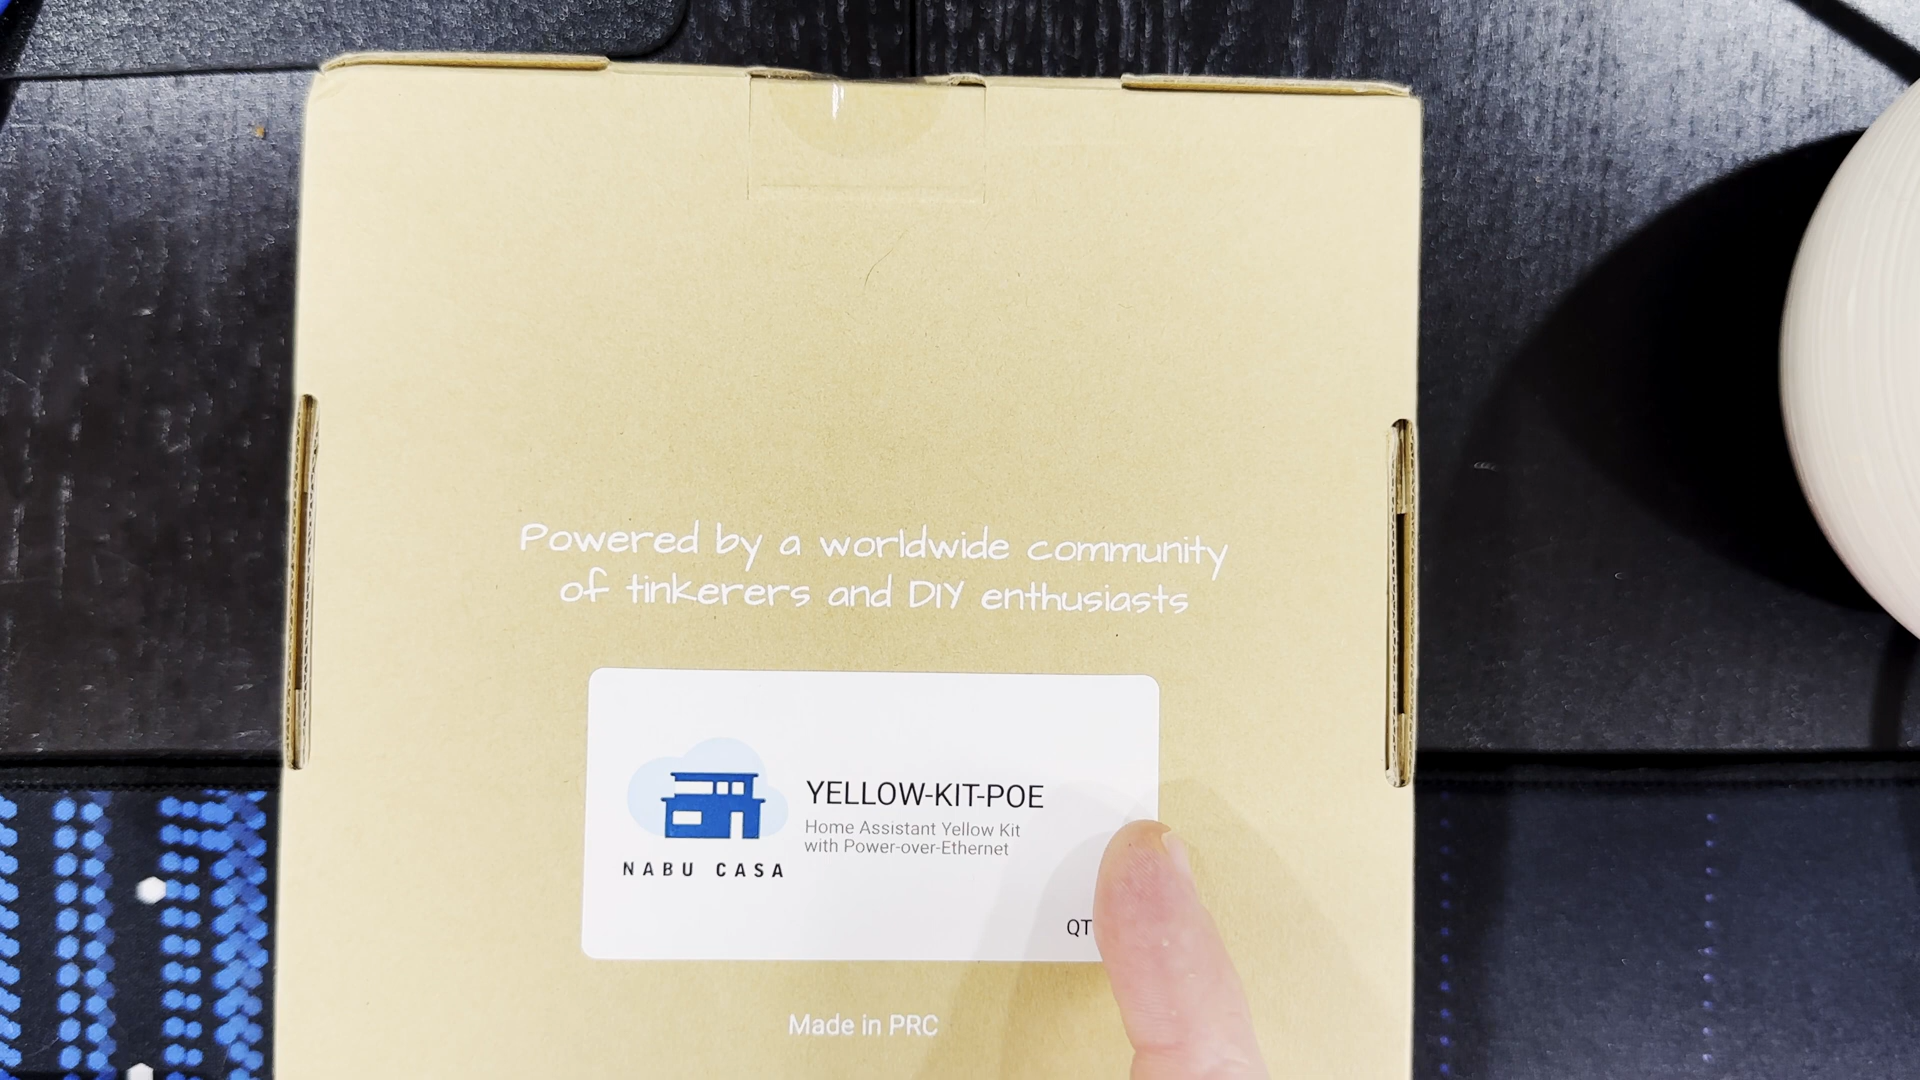 Powered by a worldwide community
of tinkerers and DIY enthusiasts
YELLOW-KIT-POE
Home Assistant Yellow Kit
with Power-over-Ethernet
NABU CASA
QT
Made in PRC